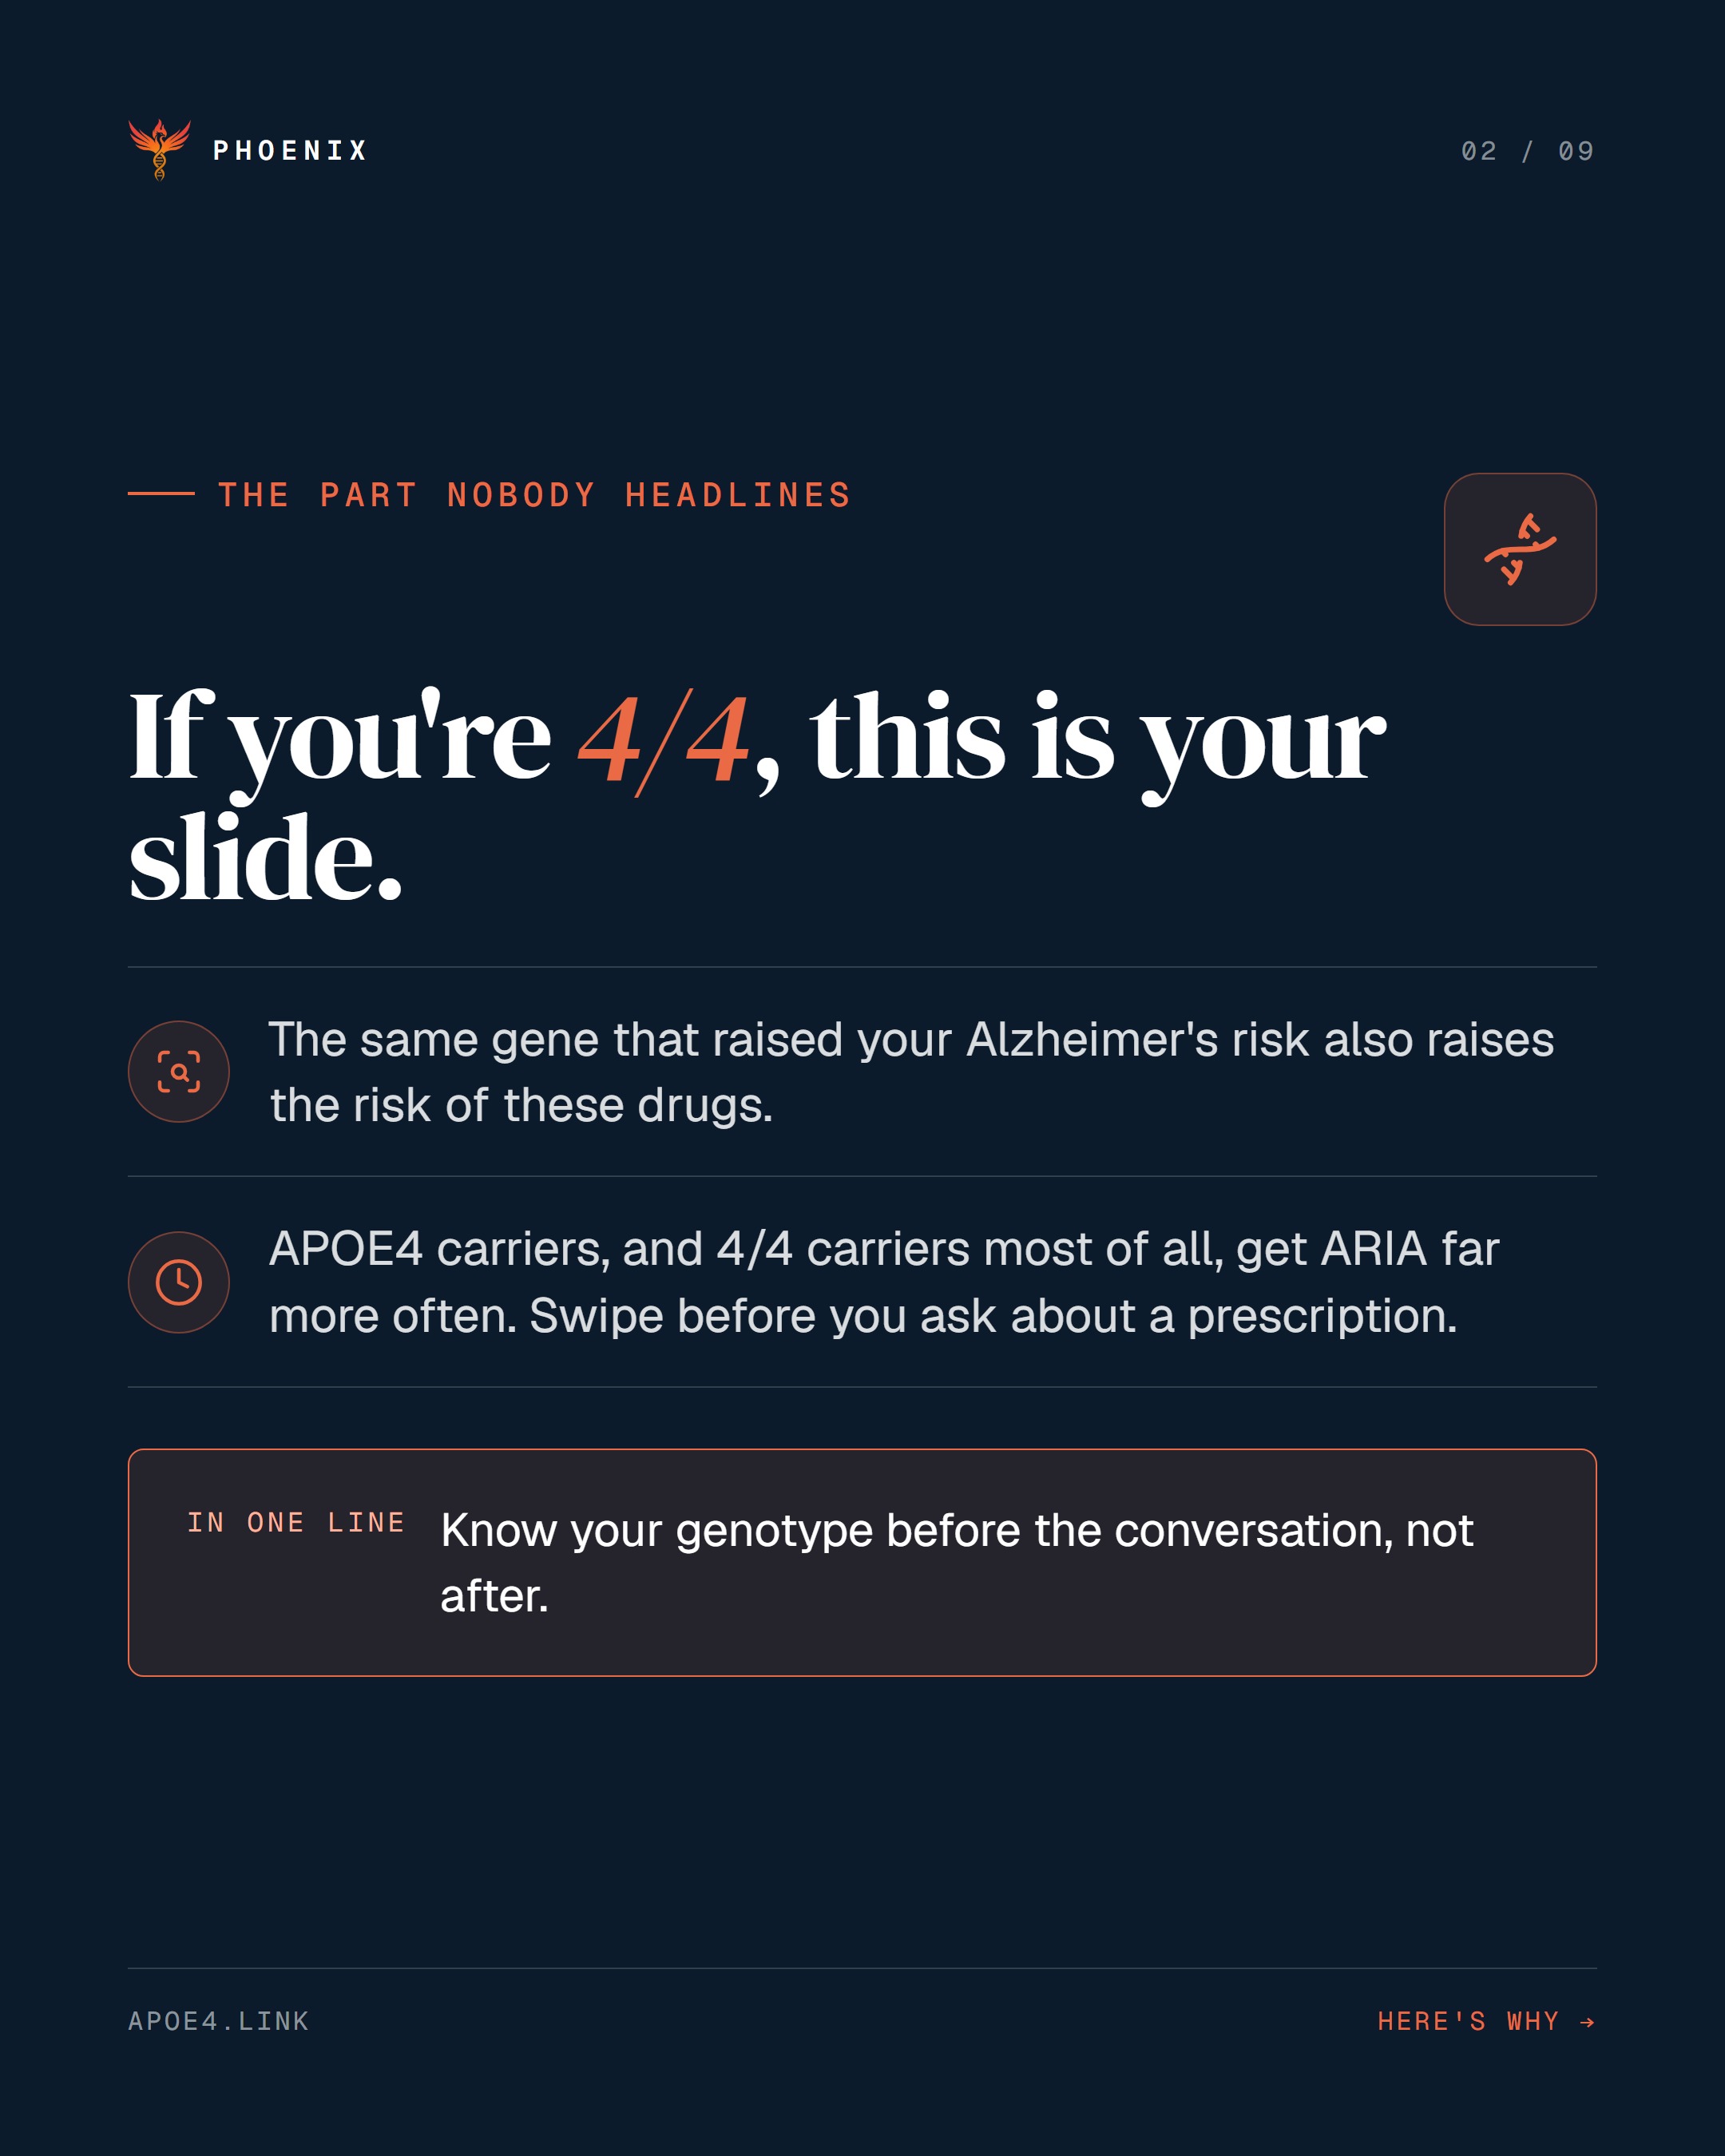 PHOENIX
02 / 09
THE PART NOBODY HEADLINES
If you're 4/4, this is your
slide.
The same gene that raised your Alzheimer's risk also raises
the risk of these drugs.
APOE4 carriers, and 4/4 carriers most of all, get ARIA far
more often. Swipe before you ask about a prescription.
IN ONE LINE
Know your genotype before the conversation, not
after.
APOE4.LINK
HERE'S WHY →